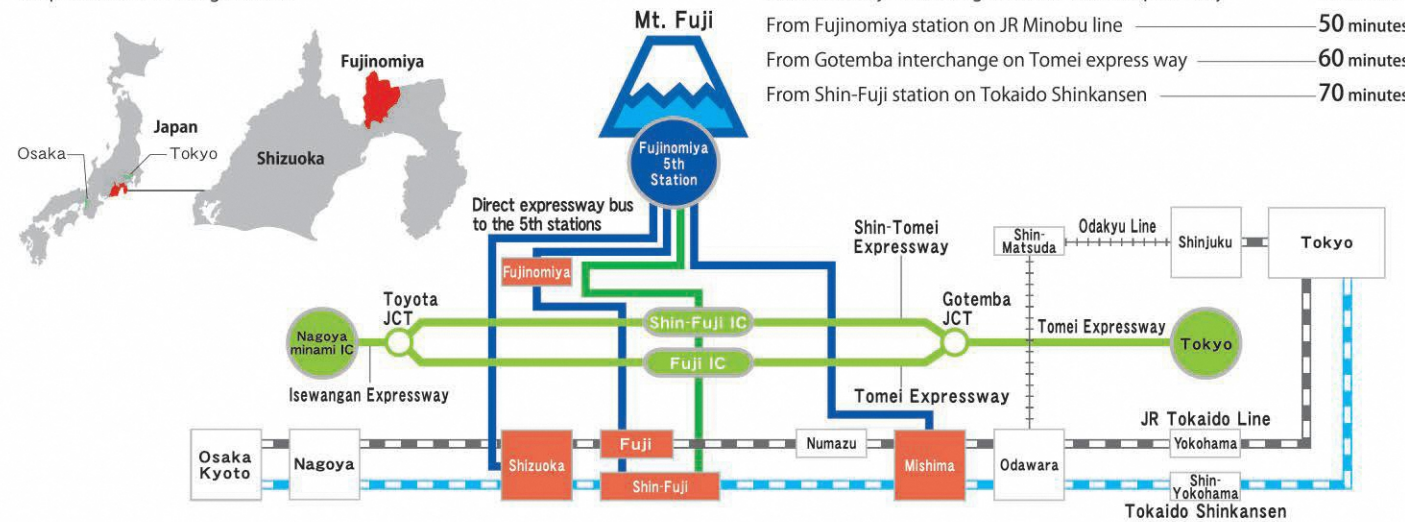 Mt. Fuji
From Fujinomiya station on JR Minobu line 50 minutes
From Gotemba interchange on Tomei express way 60 minutes
From Shin-Fuji station on Tokaido Shinkansen 70 minutes
Fujinomiya
Japan
Osaka
Tokyo
Shizuoka
Fujinomiya
5th
Station
Direct expressway bus
to the 5th stations
Fujinomiya
Shin-Tomei
Expressway
Shin-
Matsuda
Odakyu Line
Shinjuku
Tokyo
Nagoya
minami IC
Toyota
JCT
Shin-Fuji IC
Gotemba
JCT
Tomei Expressway
Tokyo
Fuji IC
Isewangan Expressway
Tomei Expressway
JR Tokaido Line
Osaka
Kyoto
Nagoya
Shizuoka
Fuji
Shin-Fuji
Numazu
Mishima
Odawara
Yokohama
Shin-
Yokohama
Tokaido Shinkansen